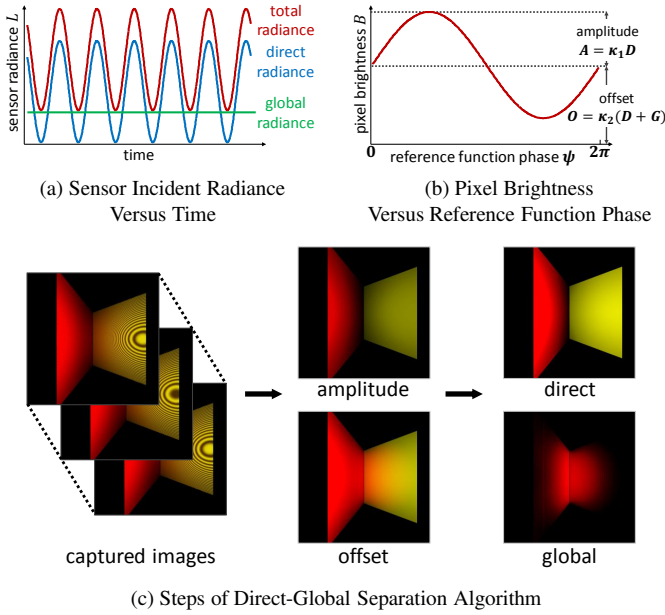 sensor radiance L
total
radiance
direct
radiance
global
radiance
time
(a) Sensor Incident Radiance
Versus Time
pixel brightness B
amplitude
A = κ₁D
offset
O = κ₂(D + G)
0
reference function phase ψ
2π
(b) Pixel Brightness
Versus Reference Function Phase
captured images
amplitude
offset
direct
global
(c) Steps of Direct-Global Separation Algorithm